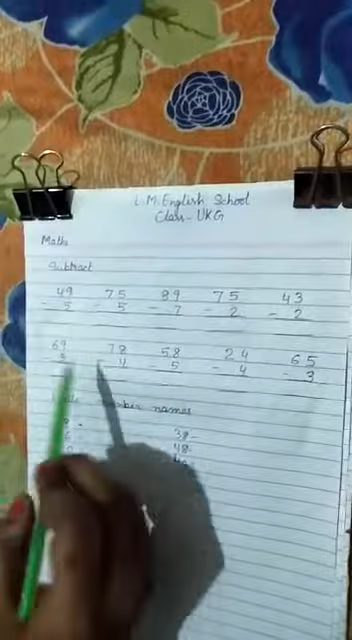 L.M. English School
Class - UKG
Maths
Subtract
49 75 89 75 43
- 5 - 5 - 7 - 2 - 2
69 78 58 24 65
- 4 - 5 - 4 - 3
names
38 -
48 -